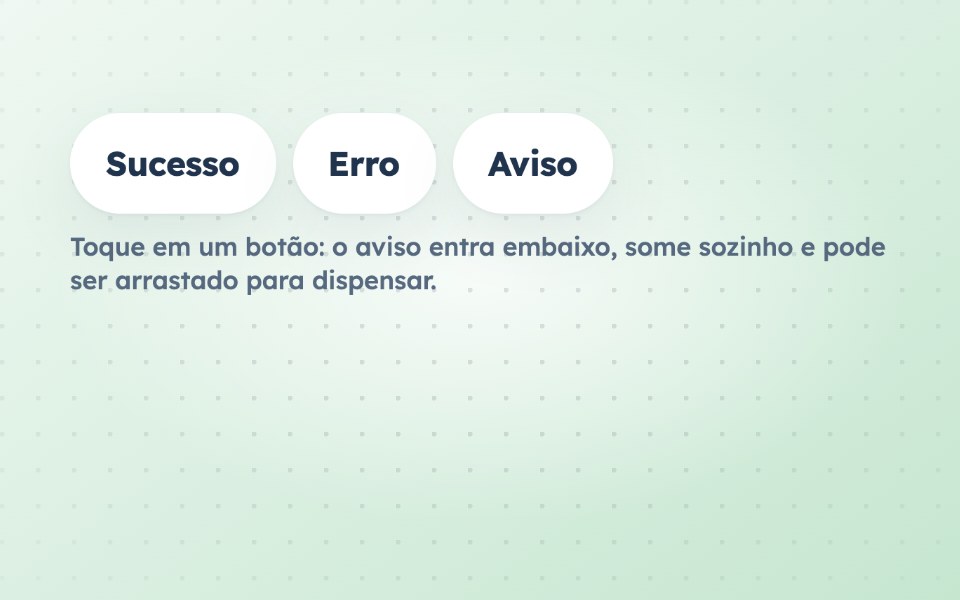 Sucesso Erro Aviso
Toque em um botão: o aviso entra embaixo, some sozinho e pode
ser arrastado para dispensar.